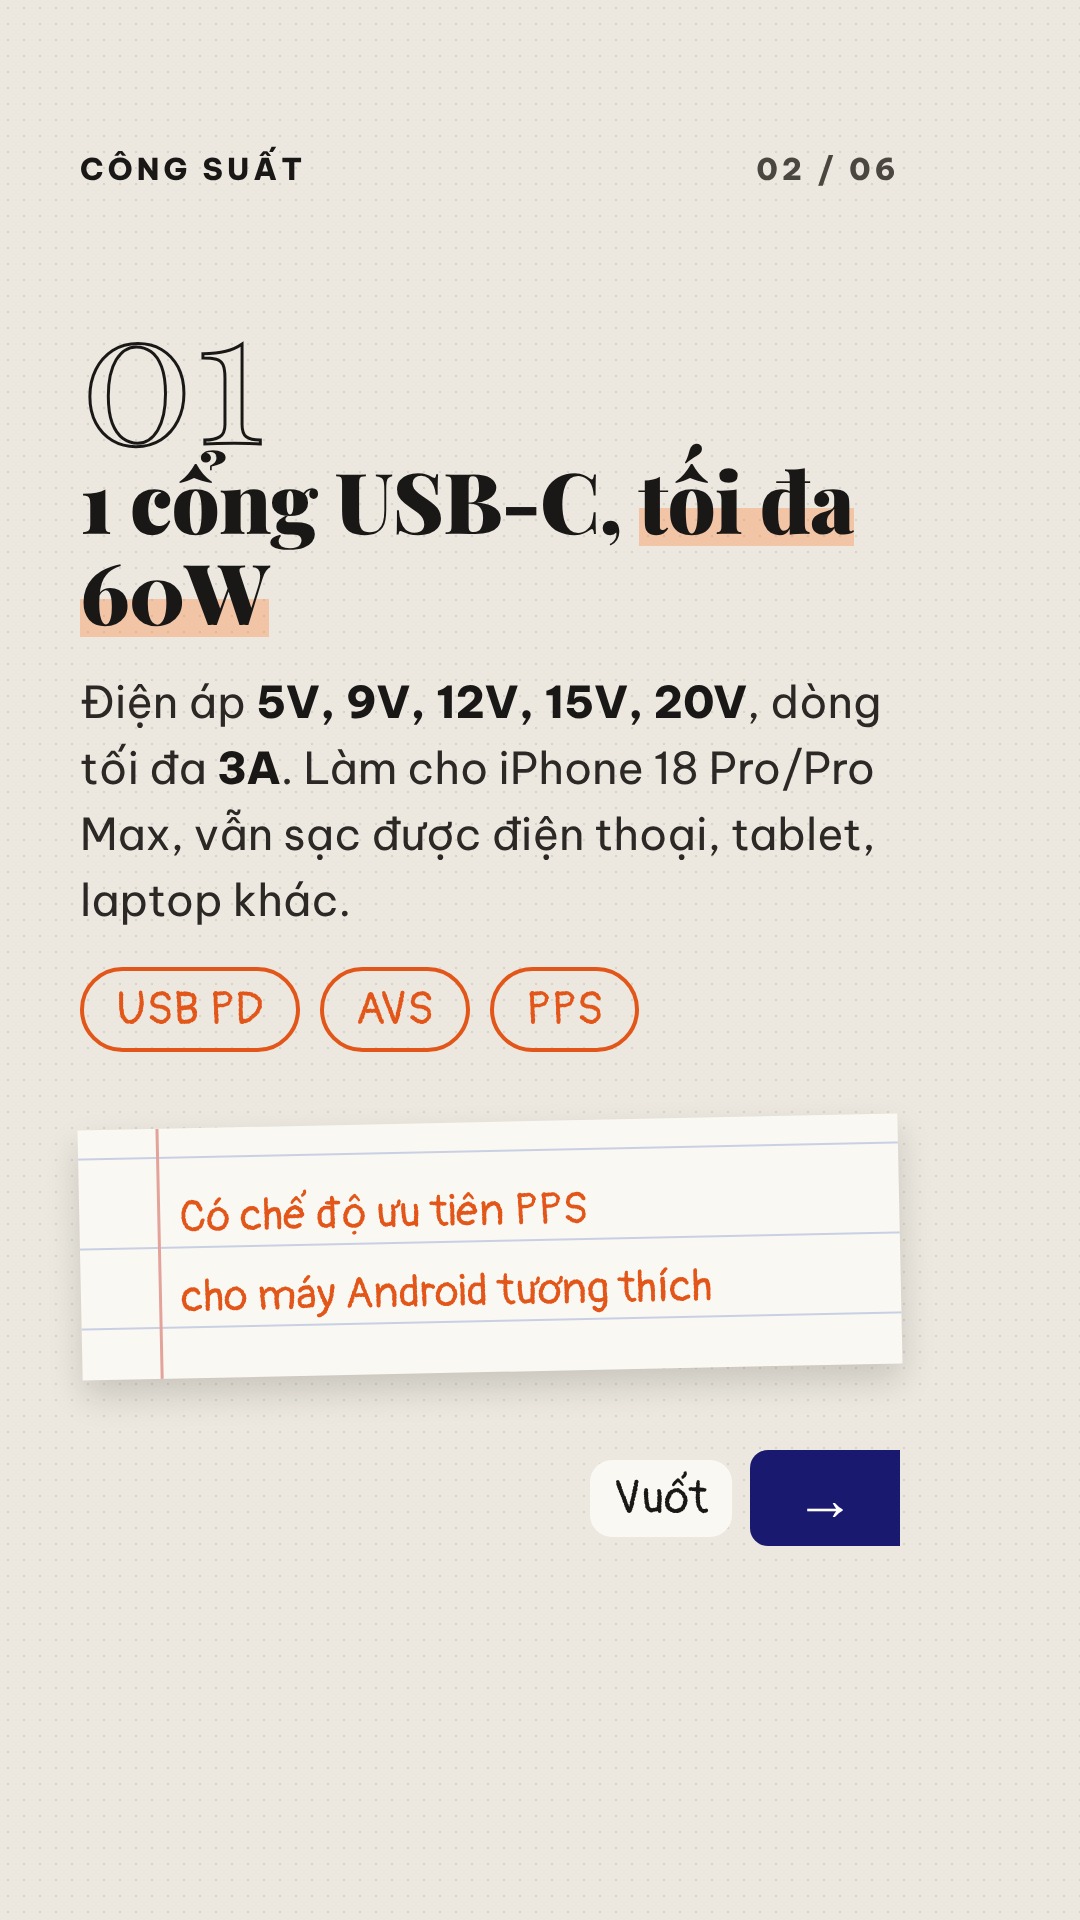 CÔNG SUẤT
02 / 06
01
1 cổng USB-C, tối đa
60W
Điện áp 5V, 9V, 12V, 15V, 20V, dòng
tối đa 3A. Làm cho iPhone 18 Pro/Pro
Max, vẫn sạc được điện thoại, tablet,
laptop khác.
USB PD
AVS
PPS
Có chế độ ưu tiên PPS
cho máy Android tương thích
Vuốt →